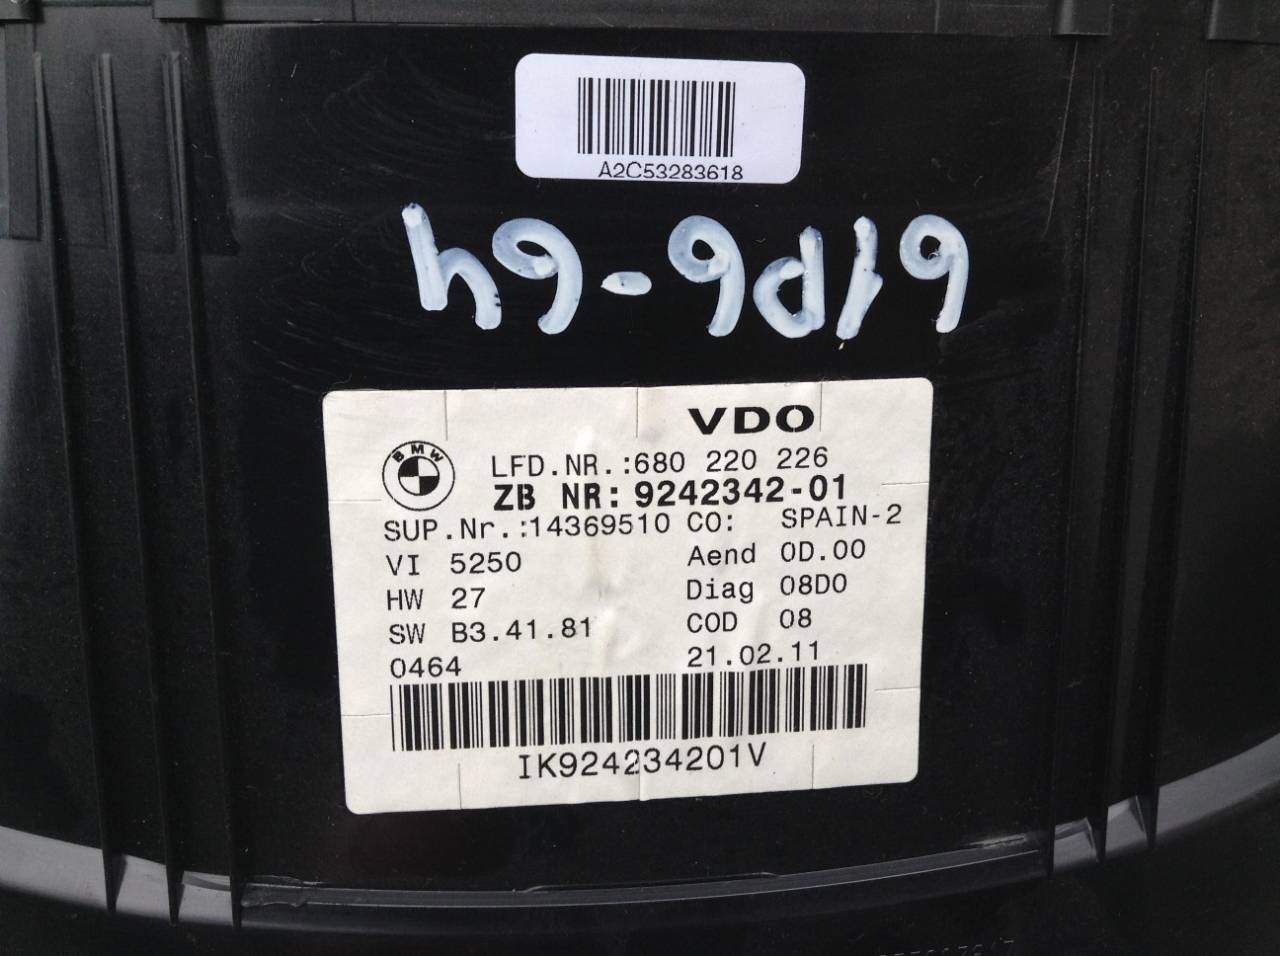 A2C53283618
61P6-64
VDO
BMW
LFD.NR.:680 220 226
ZB NR: 9242342-01
SUP.Nr.:14369510 CO: SPAIN-2
VI 5250 Aend 0D.00
HW 27 Diag 08D0
SW B3.41.81 COD 08
0464 21.02.11
IK924234201V